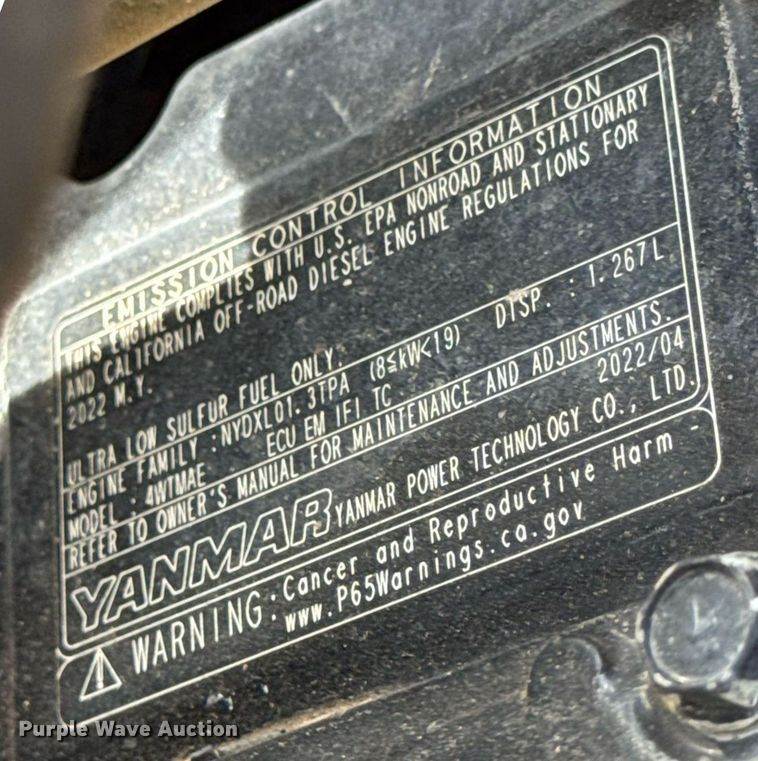 EMISSION CONTROL INFORMATION
THIS ENGINE COMPLIES WITH U.S. EPA NONROAD AND STATIONARY
AND CALIFORNIA OFF-ROAD DIESEL ENGINE REGULATIONS FOR
2022 M.Y.
ULTRA LOW SULFUR FUEL ONLY.
ENGINE FAMILY :NYDXL01.3TPA (8≤kW<19) DISP. : 1.267L
MODEL : 4WTMAE ECU EM IFI TC
REFER TO OWNER'S MANUAL FOR MAINTENANCE AND ADJUSTMENTS.
2022/04
YANMAR YANMAR POWER TECHNOLOGY CO., LTD.
WARNING:Cancer and Reproductive Harm -
www.P65Warnings.ca.gov
Purple Wave Auction